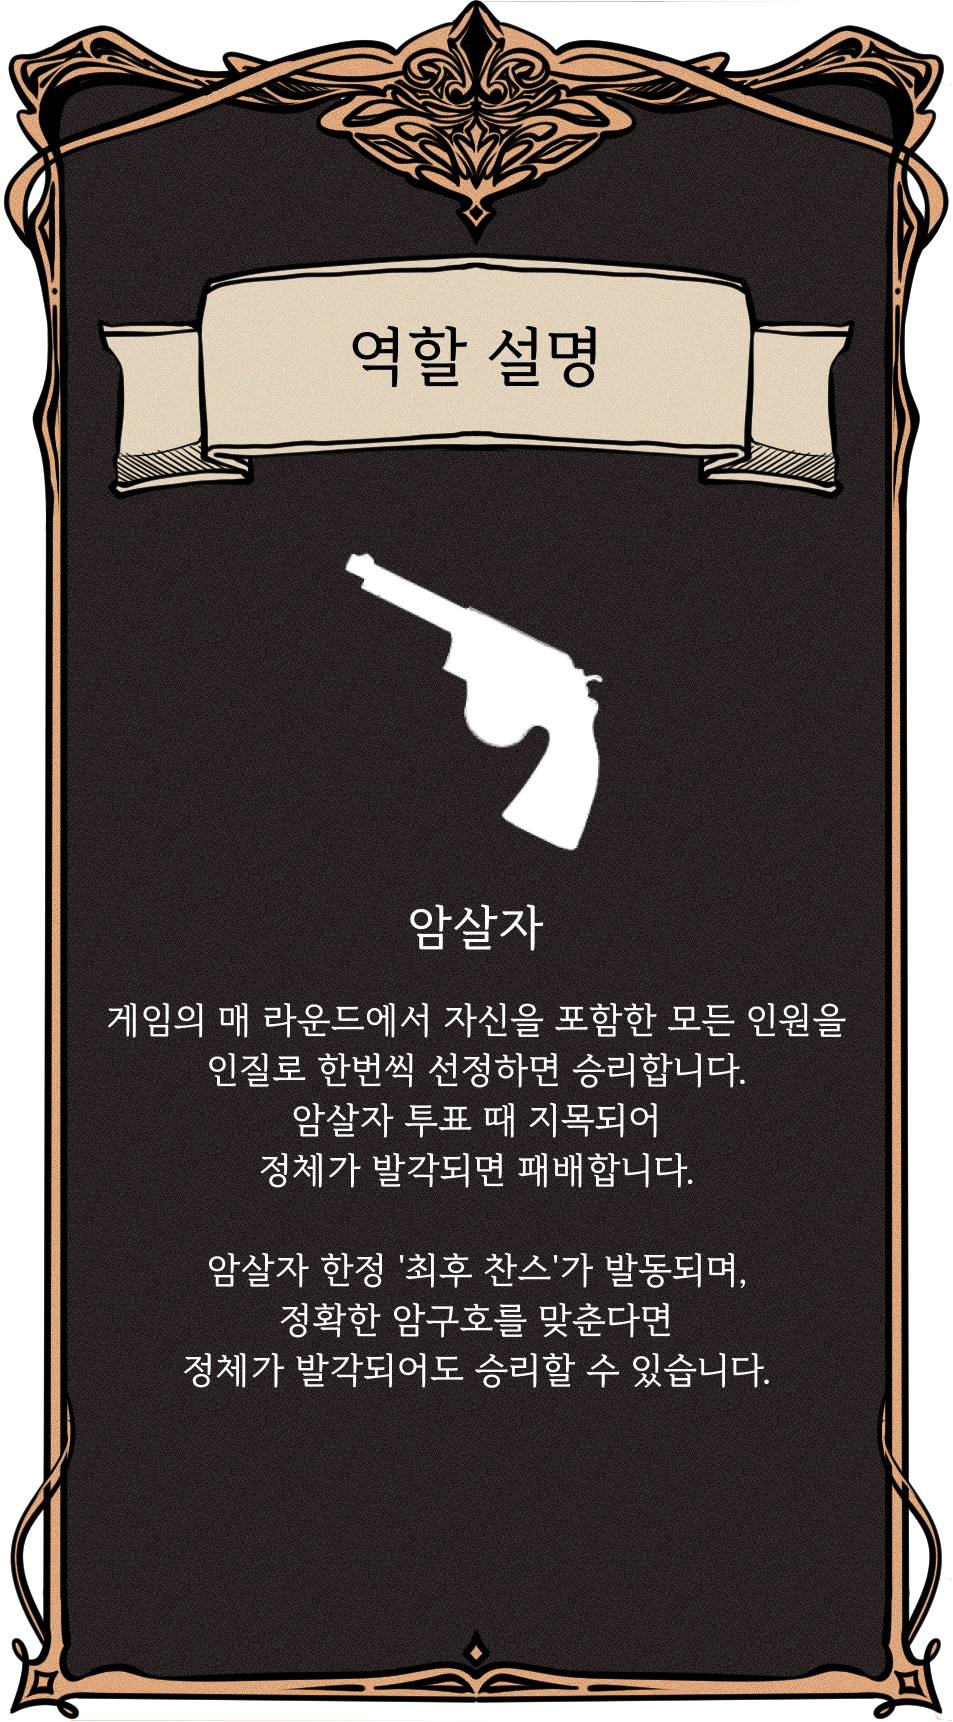 역할 설명
암살자
게임의 매 라운드에서 자신을 포함한 모든 인원을
인질로 한번씩 선정하면 승리합니다.
암살자 투표 때 지목되어
정체가 발각되면 패배합니다.
암살자 한정 '최후 찬스'가 발동되며,
정확한 암구호를 맞춘다면
정체가 발각되어도 승리할 수 있습니다.